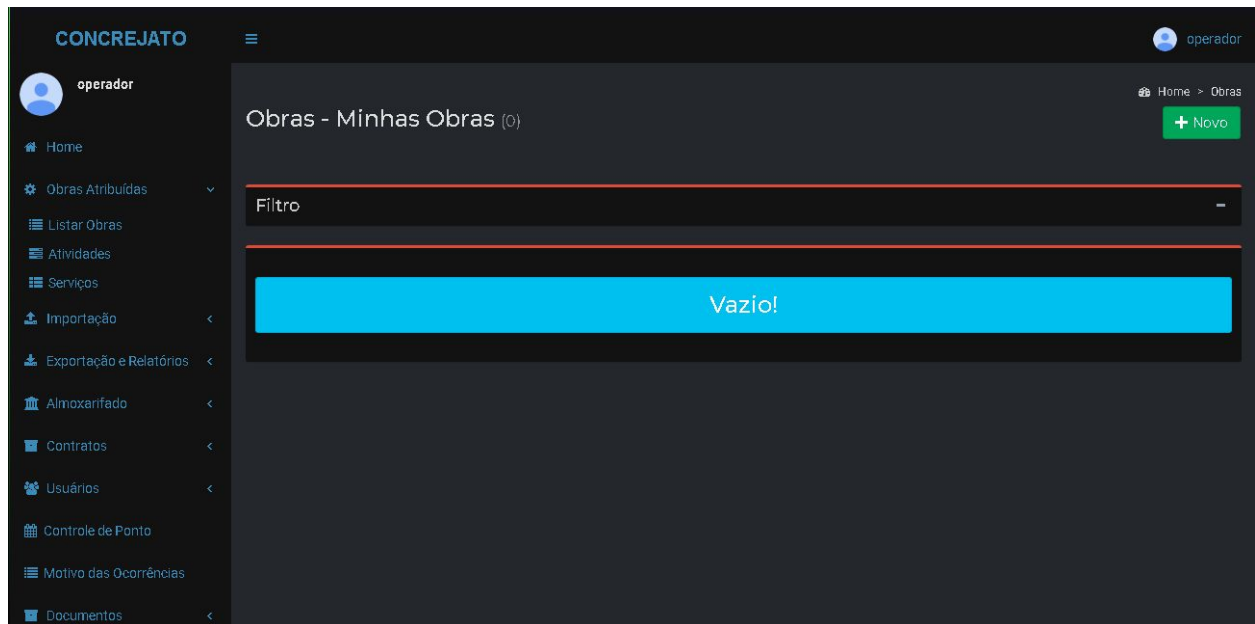 CONCREJATO
operador
operador
Home
Obras Atribuídas
Listar Obras
Atividades
Serviços
Importação
Exportação e Relatórios
Almoxarifado
Contratos
Usuários
Controle de Ponto
Motivo das Ocorrências
Documentos
Home > Obras
Obras - Minhas Obras (0)
+ Novo
Filtro
Vazio!